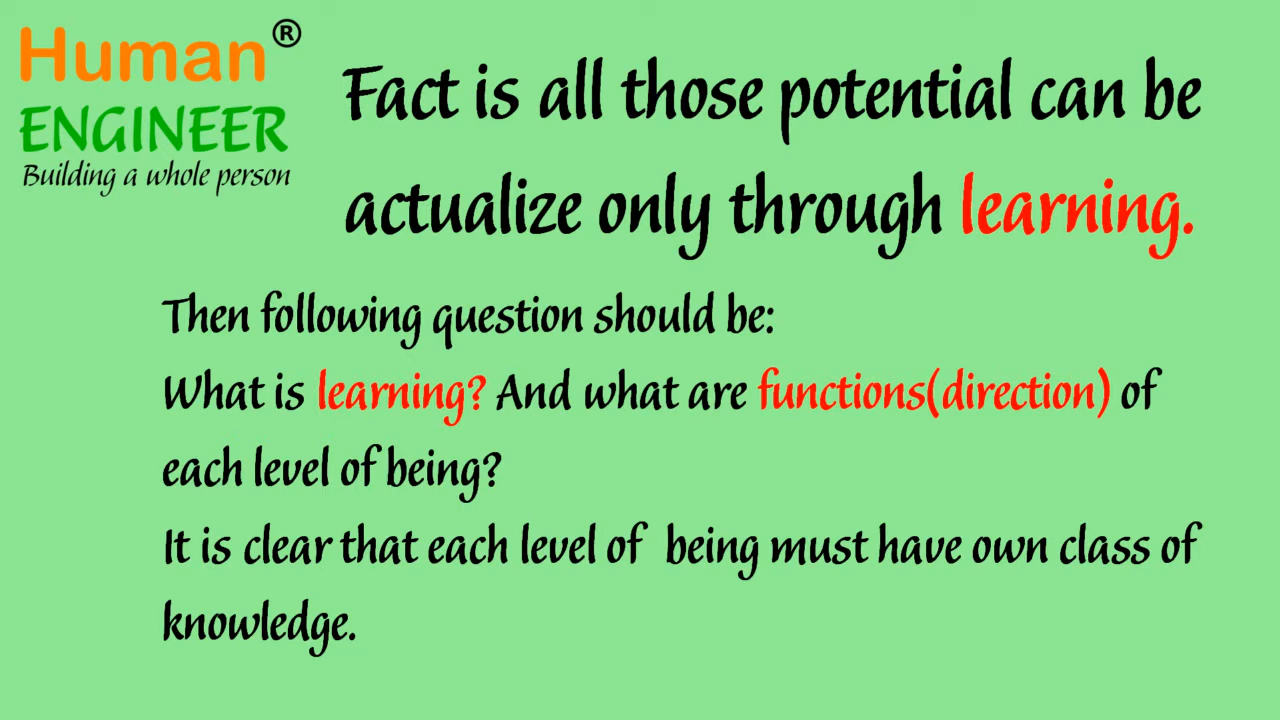 Human®
ENGINEER
Building a whole person
Fact is all those potential can be
actualize only through learning.
Then following question should be:
What is learning? And what are functions(direction) of
each level of being?
It is clear that each level of being must have own class of
knowledge.